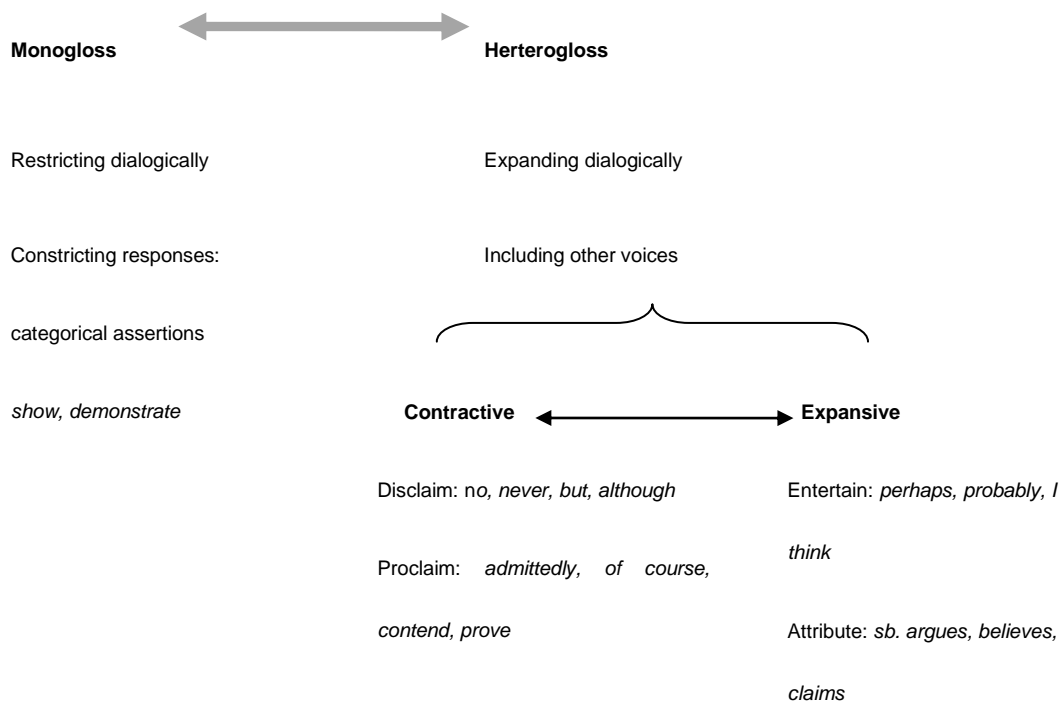 Monogloss
Herterogloss
Restricting dialogically
Expanding dialogically
Constricting responses:
Including other voices
categorical assertions
show, demonstrate
Contractive
Expansive
Disclaim: no, never, but, although
Entertain: perhaps, probably, I
think
Proclaim: admittedly, of course,
contend, prove
Attribute: sb. argues, believes,
claims